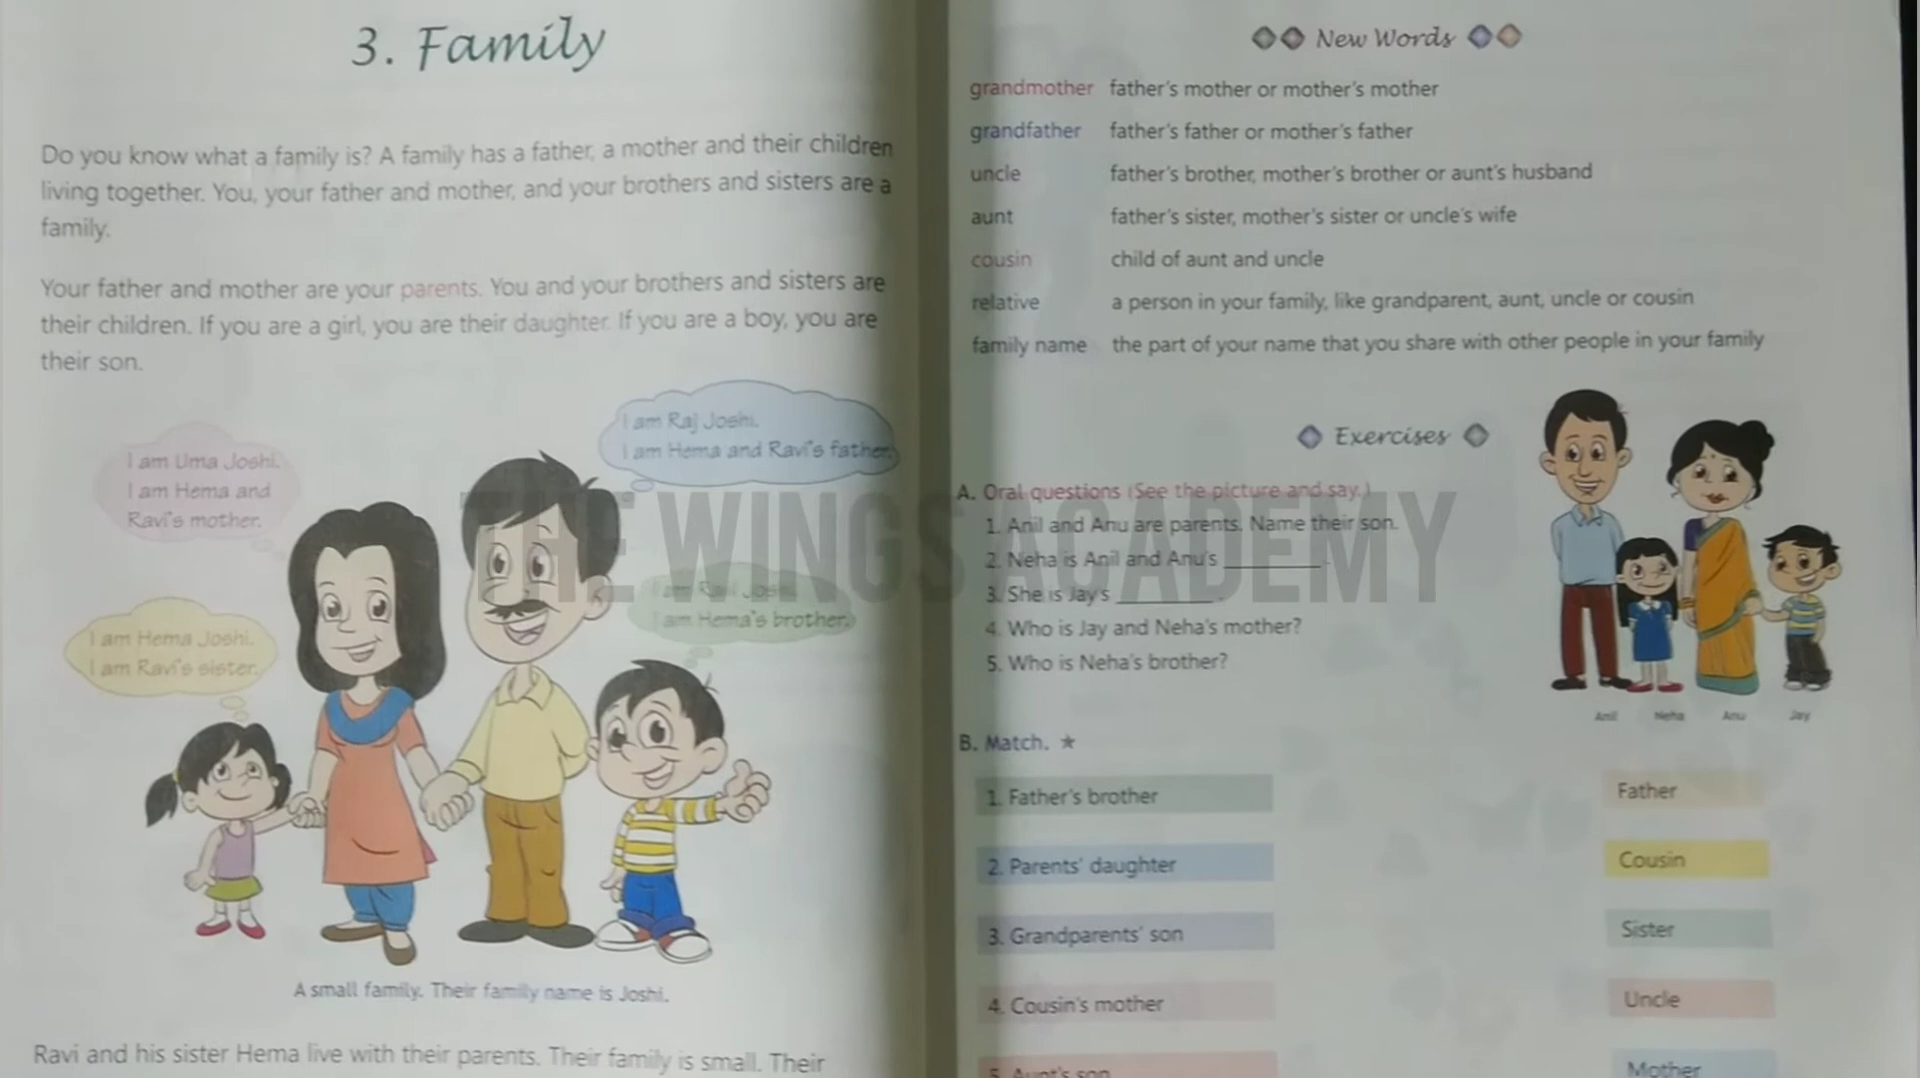 3. Family
Do you know what a family is? A family has a father, a mother and their children
living together. You, your father and mother, and your brothers and sisters are a
family.
Your father and mother are your parents. You and your brothers and sisters are
their children. If you are a girl, you are their daughter. If you are a boy, you are
their son.
I am Uma Joshi.
I am Hema and
Ravi's mother.
I am Raj Joshi.
I am Hema and Ravi's father.
I am Hema Joshi.
I am Ravi's sister.
I am Ravi Joshi.
I am Hema's brother.
A small family. Their family name is Joshi.
Ravi and his sister Hema live with their parents. Their family is small. Their
New Words
grandmother father's mother or mother's mother
grandfather father's father or mother's father
uncle father's brother, mother's brother or aunt's husband
aunt father's sister, mother's sister or uncle's wife
cousin child of aunt and uncle
relative a person in your family, like grandparent, aunt, uncle or cousin
family name the part of your name that you share with other people in your family
Exercises
A. Oral questions (See the picture and say.)
1. Anil and Anu are parents. Name their son.
2. Neha is Anil and Anu's ________.
3. She is Jay's ________.
4. Who is Jay and Neha's mother?
5. Who is Neha's brother?
Anil Neha Anu Jay
B. Match. ★
1. Father's brother Father
2. Parents' daughter Cousin
3. Grandparents' son Sister
4. Cousin's mother Uncle
5. Aunt's son Mother
THE WINGS ACADEMY